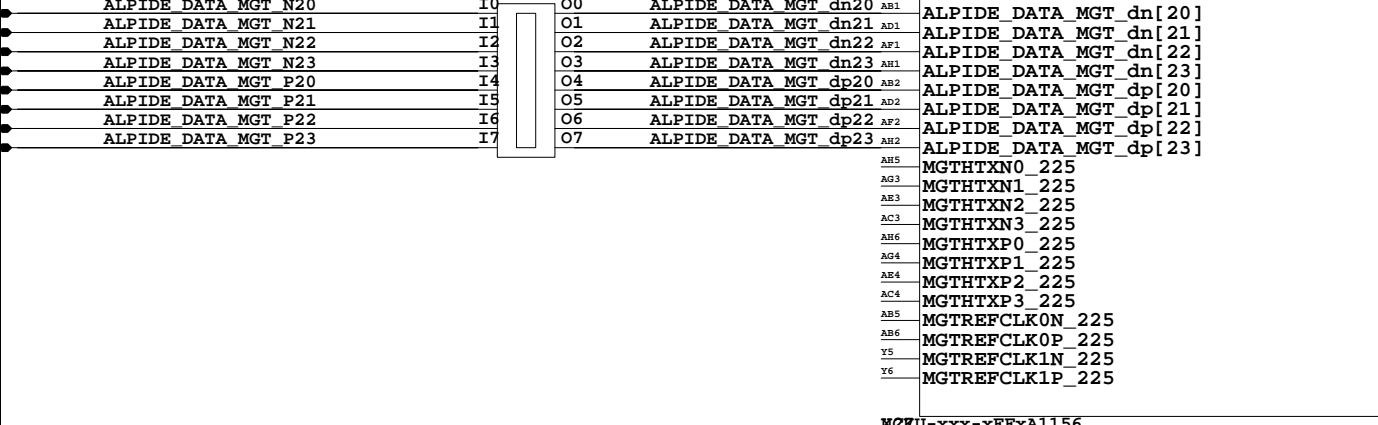 ALPIDE_DATA_MGT_N20 I0 O0 ALPIDE_DATA_MGT_dn20 AB1 ALPIDE_DATA_MGT_dn[20]
ALPIDE_DATA_MGT_N21 I1 O1 ALPIDE_DATA_MGT_dn21 AD1 ALPIDE_DATA_MGT_dn[21]
ALPIDE_DATA_MGT_N22 I2 O2 ALPIDE_DATA_MGT_dn22 AF1 ALPIDE_DATA_MGT_dn[22]
ALPIDE_DATA_MGT_N23 I3 O3 ALPIDE_DATA_MGT_dn23 AH1 ALPIDE_DATA_MGT_dn[23]
ALPIDE_DATA_MGT_P20 I4 O4 ALPIDE_DATA_MGT_dp20 AB2 ALPIDE_DATA_MGT_dp[20]
ALPIDE_DATA_MGT_P21 I5 O5 ALPIDE_DATA_MGT_dp21 AD2 ALPIDE_DATA_MGT_dp[21]
ALPIDE_DATA_MGT_P22 I6 O6 ALPIDE_DATA_MGT_dp22 AF2 ALPIDE_DATA_MGT_dp[22]
ALPIDE_DATA_MGT_P23 I7 O7 ALPIDE_DATA_MGT_dp23 AH2 ALPIDE_DATA_MGT_dp[23]
AH5 MGTHTXN0_225
AG3 MGTHTXN1_225
AE3 MGTHTXN2_225
AC3 MGTHTXN3_225
AH6 MGTHTXP0_225
AG4 MGTHTXP1_225
AE4 MGTHTXP2_225
AC4 MGTHTXP3_225
AB5 MGTREFCLK0N_225
AB6 MGTREFCLK0P_225
Y5 MGTREFCLK1N_225
Y6 MGTREFCLK1P_225